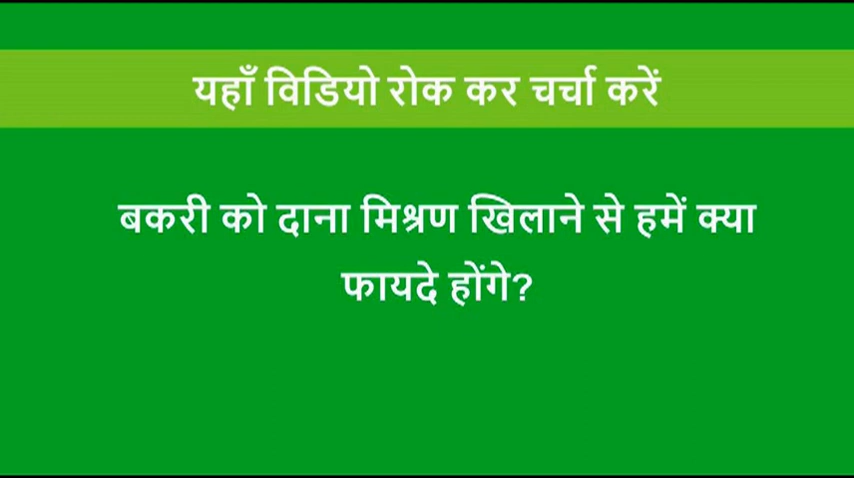 यहाँ विडियो रोक कर चर्चा करें
बकरी को दाना मिश्रण खिलाने से हमें क्या
फायदे होंगे?